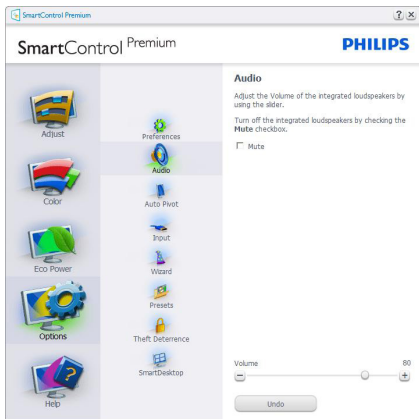 SmartControl Premium
SmartControl Premium
PHILIPS
Adjust
Color
Eco Power
Options
Help
Preferences
Audio
Auto Pivot
Input
Wizard
Presets
Theft Deterrence
SmartDesktop
Audio
Adjust the Volume of the integrated loudspeakers by
using the slider.
Turn off the integrated loudspeakers by checking the
Mute checkbox.
Mute
Volume 80
Undo